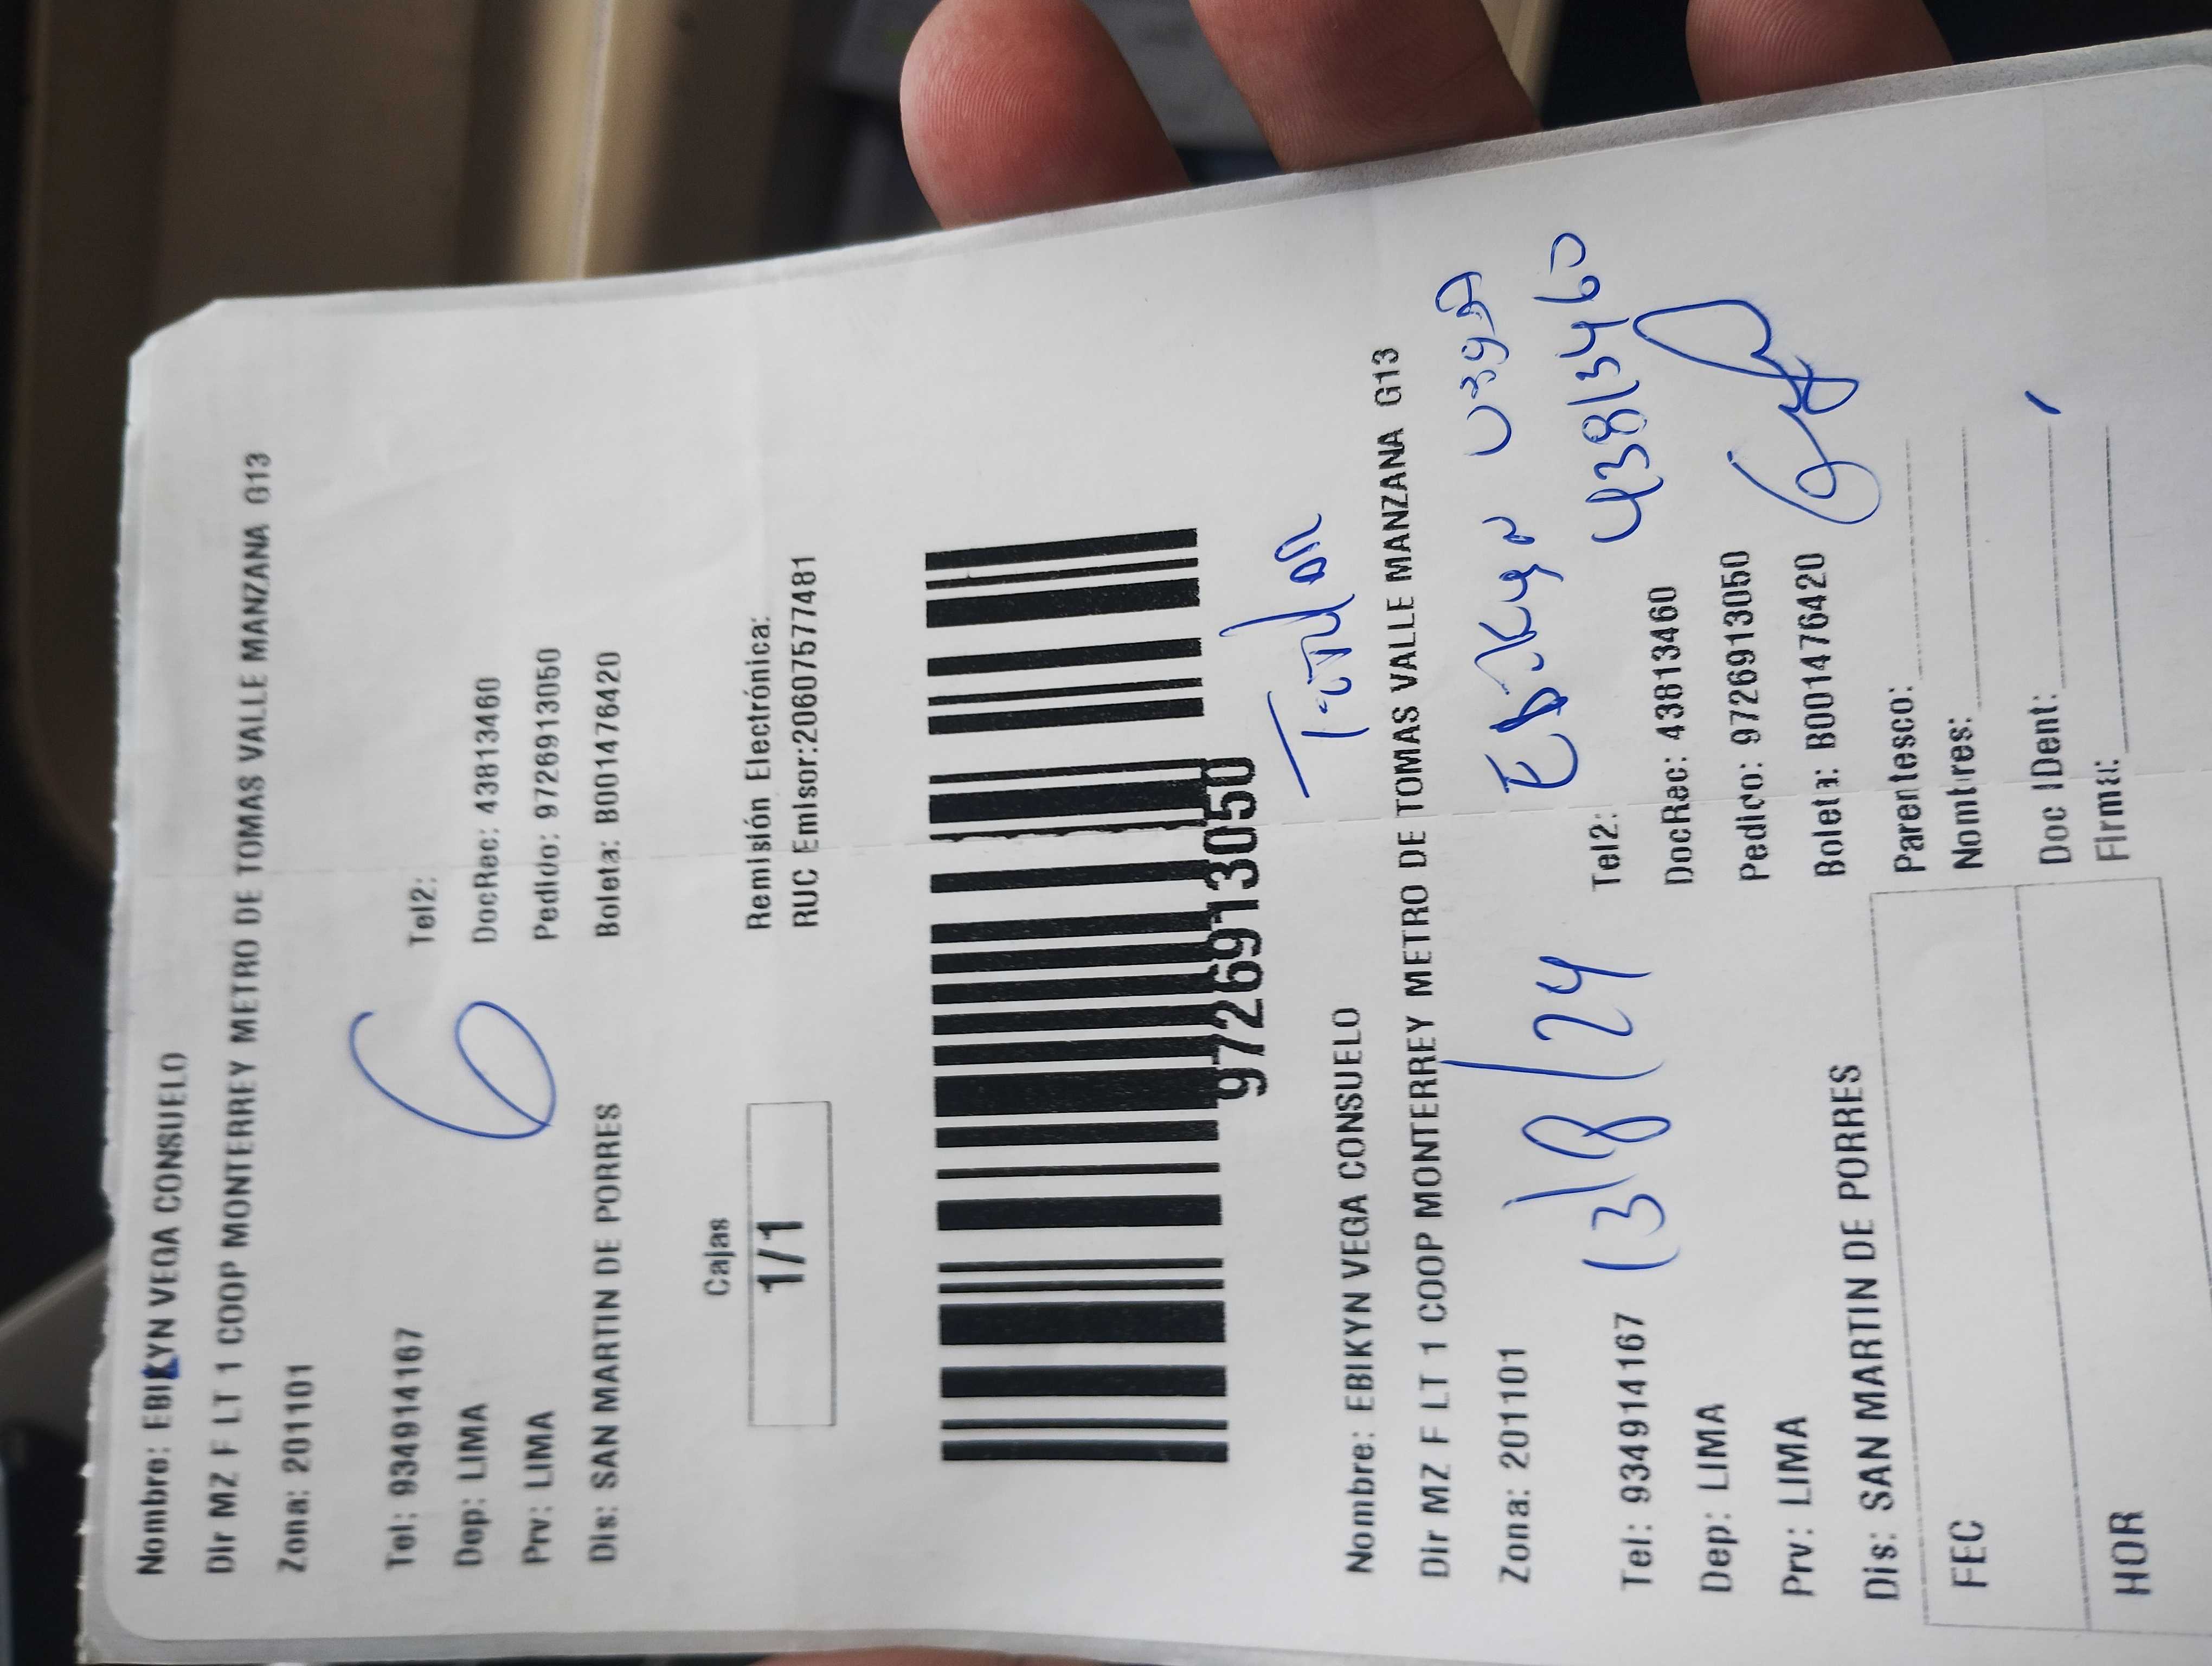 Nombre: EBIKYN VEGA CONSUELO
Dir MZ F LT 1 COOP MONTERREY METRO DE TOMAS VALLE MANZANA G13
Zona: 201101
Tel: 934914167 Tel2:
Dep: LIMA DocRec: 43813460
Prv: LIMA Pedido: 9726913050
Dis: SAN MARTIN DE PORRES Boleta: B001476420
6
Cajas
1/1
Remisión Electrónica:
RUC Emisor:20607577481
9726913050
Nombre: EBIKYN VEGA CONSUELO
Dir MZ F LT 1 COOP MONTERREY METRO DE TOMAS VALLE MANZANA G13
Zona: 201101
Ebikyn Vega
13/8/24
43813460
Tel: 934914167 Tel2:
Dep: LIMA DocRec: 43813460
Prv: LIMA Pedido: 9726913050
Dis: SAN MARTIN DE PORRES Boleta: B001476420
Parentesco:
FEC Nombres:
Doc IDent:
HOR Firma: